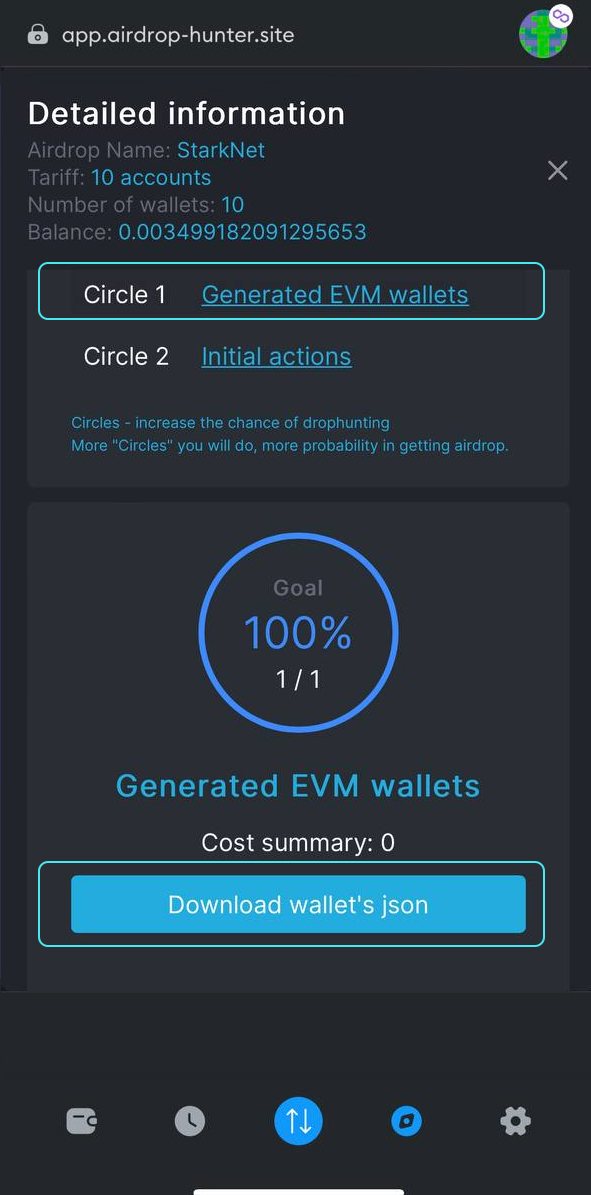 app.airdrop-hunter.site
Detailed information
Airdrop Name: StarkNet
Tariff: 10 accounts
Number of wallets: 10
Balance: 0.003499182091295653
Circle 1 Generated EVM wallets
Circle 2 Initial actions
Circles - increase the chance of drophunting
More "Circles" you will do, more probability in getting airdrop.
Goal
100%
1 / 1
Generated EVM wallets
Cost summary: 0
Download wallet's json